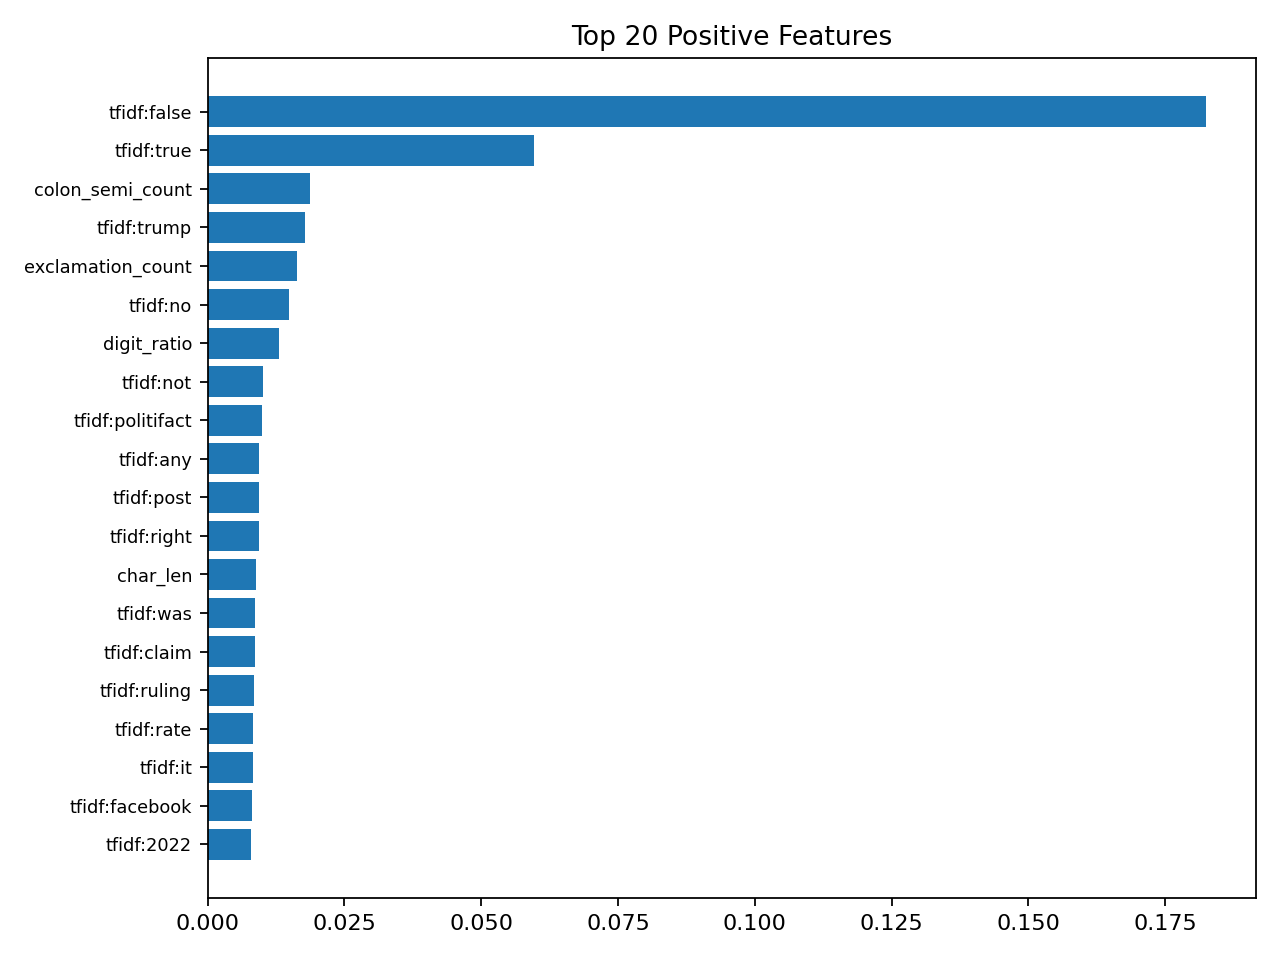 Top 20 Positive Features
tfidf:false
tfidf:true
colon_semi_count
tfidf:trump
exclamation_count
tfidf:no
digit_ratio
tfidf:not
tfidf:politifact
tfidf:any
tfidf:post
tfidf:right
char_len
tfidf:was
tfidf:claim
tfidf:ruling
tfidf:rate
tfidf:it
tfidf:facebook
tfidf:2022
0.000 0.025 0.050 0.075 0.100 0.125 0.150 0.175